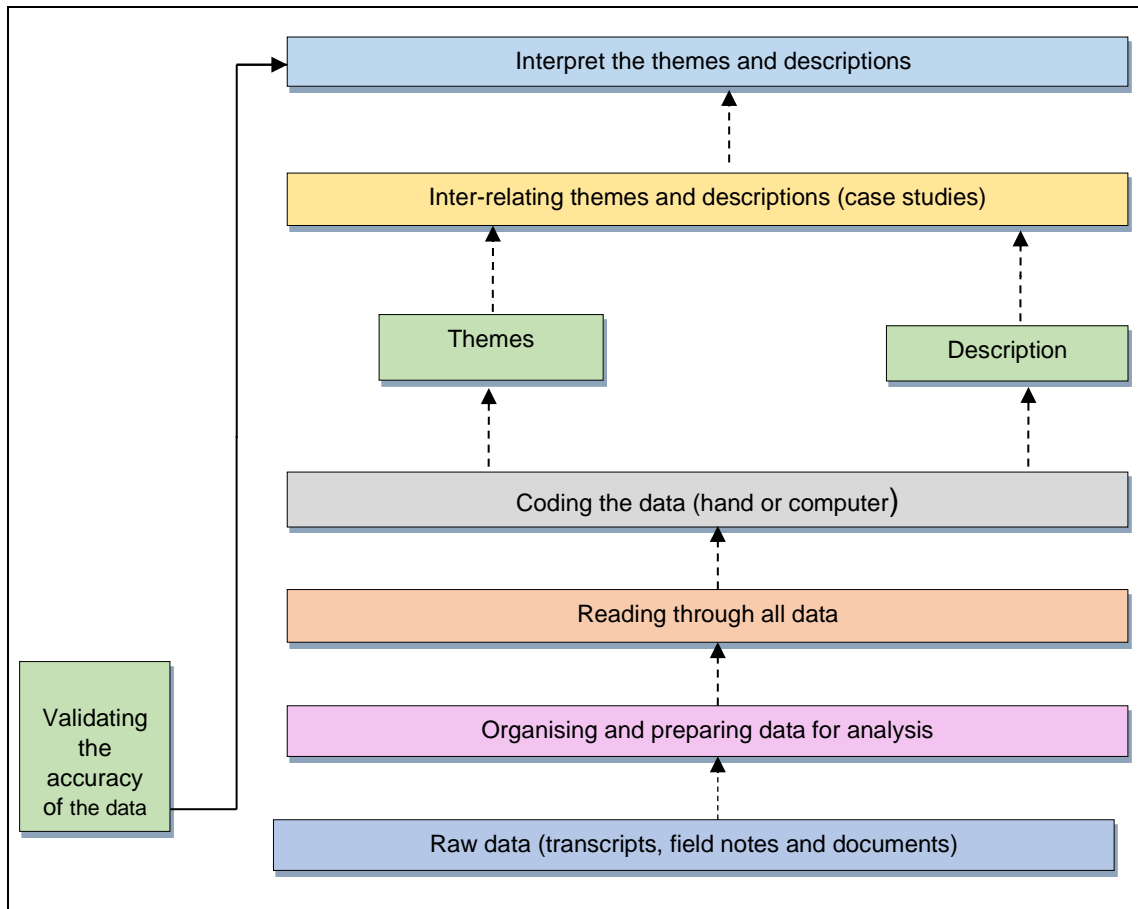 Interpret the themes and descriptions
Inter-relating themes and descriptions (case studies)
Themes
Description
Coding the data (hand or computer)
Reading through all data
Validating
the
accuracy
of the data
Organising and preparing data for analysis
Raw data (transcripts, field notes and documents)